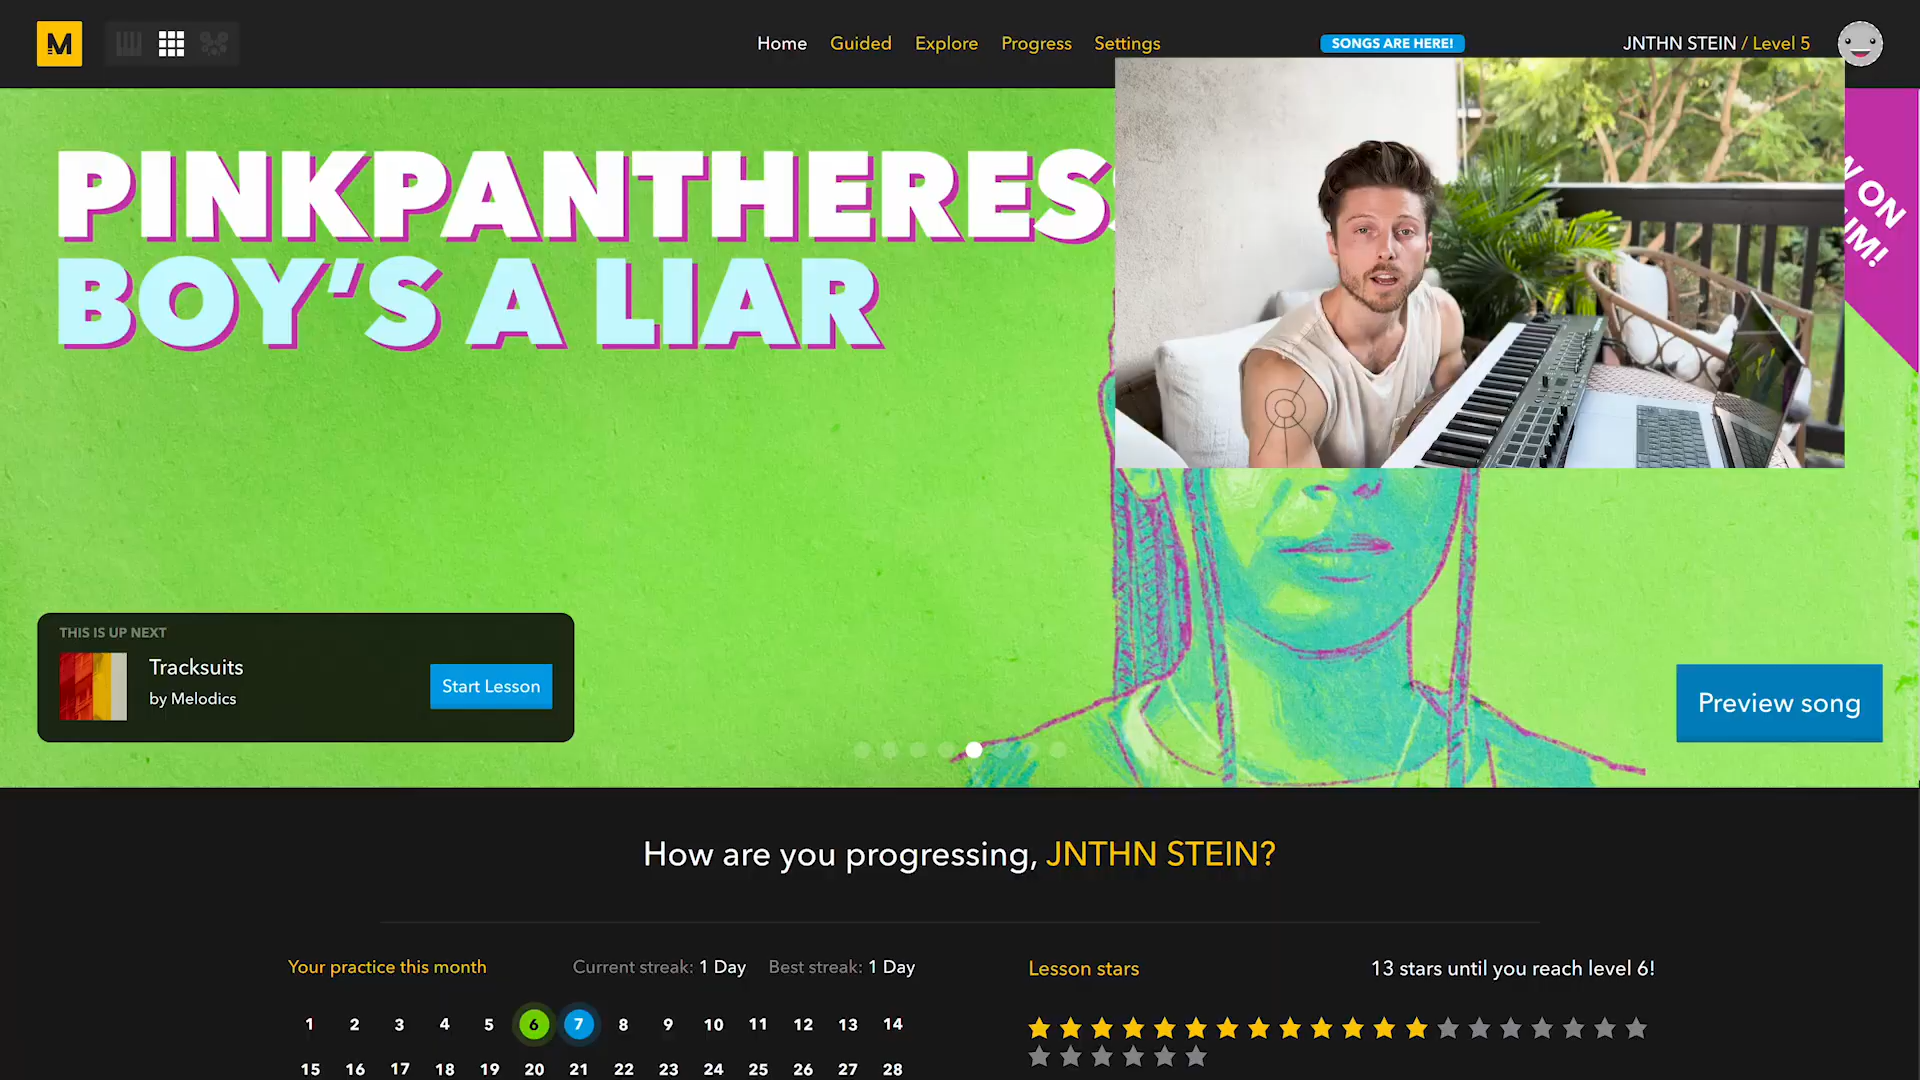 M
Home Guided Explore Progress Settings
SONGS ARE HERE!
JNTHN STEIN / Level 5
PINKPANTHERES
BOY'S A LIAR
ON
THIS IS UP NEXT
Tracksuits
by Melodics
Start Lesson
Preview song
How are you progressing, JNTHN STEIN?
Your practice this month
Current streak: 1 Day
Best streak: 1 Day
1 2 3 4 5 6 7 8 9 10 11 12 13 14
15 16 17 18 19 20 21 22 23 24 25 26 27 28
Lesson stars
13 stars until you reach level 6!